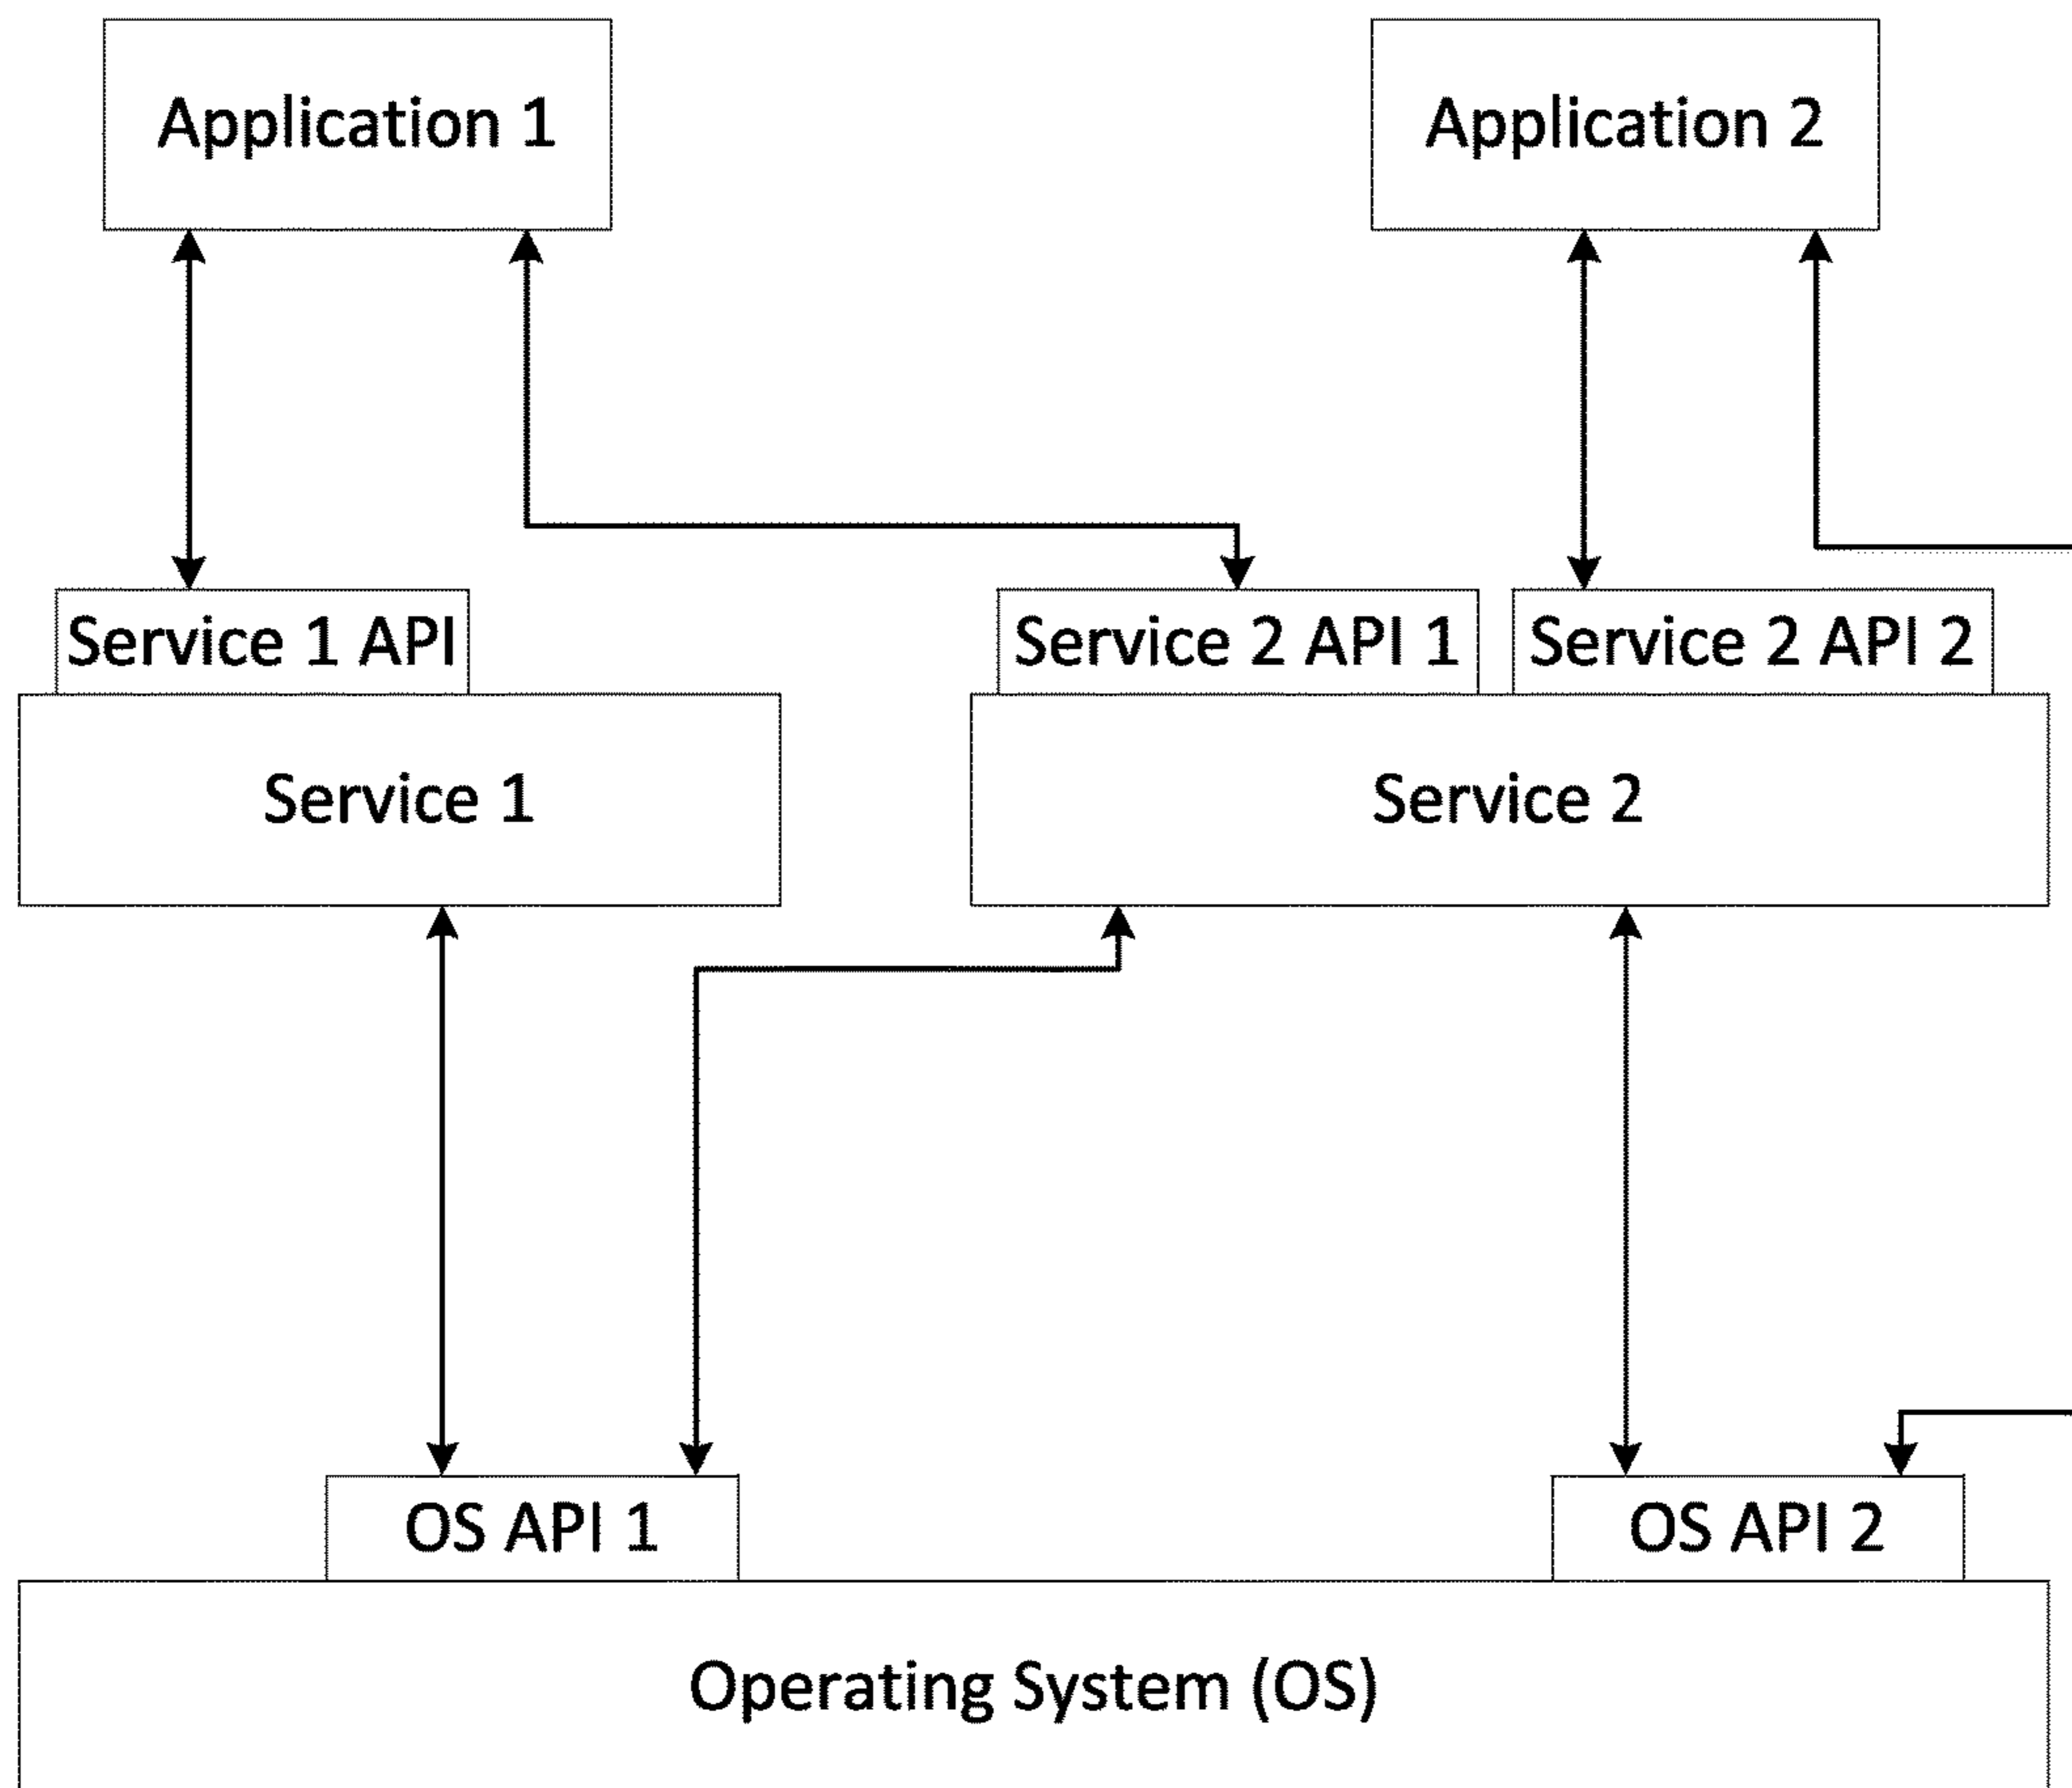 Application 1
Application 2
Service 1 API
Service 2 API 1
Service 2 API 2
Service 1
Service 2
OS API 1
OS API 2
Operating System (OS)